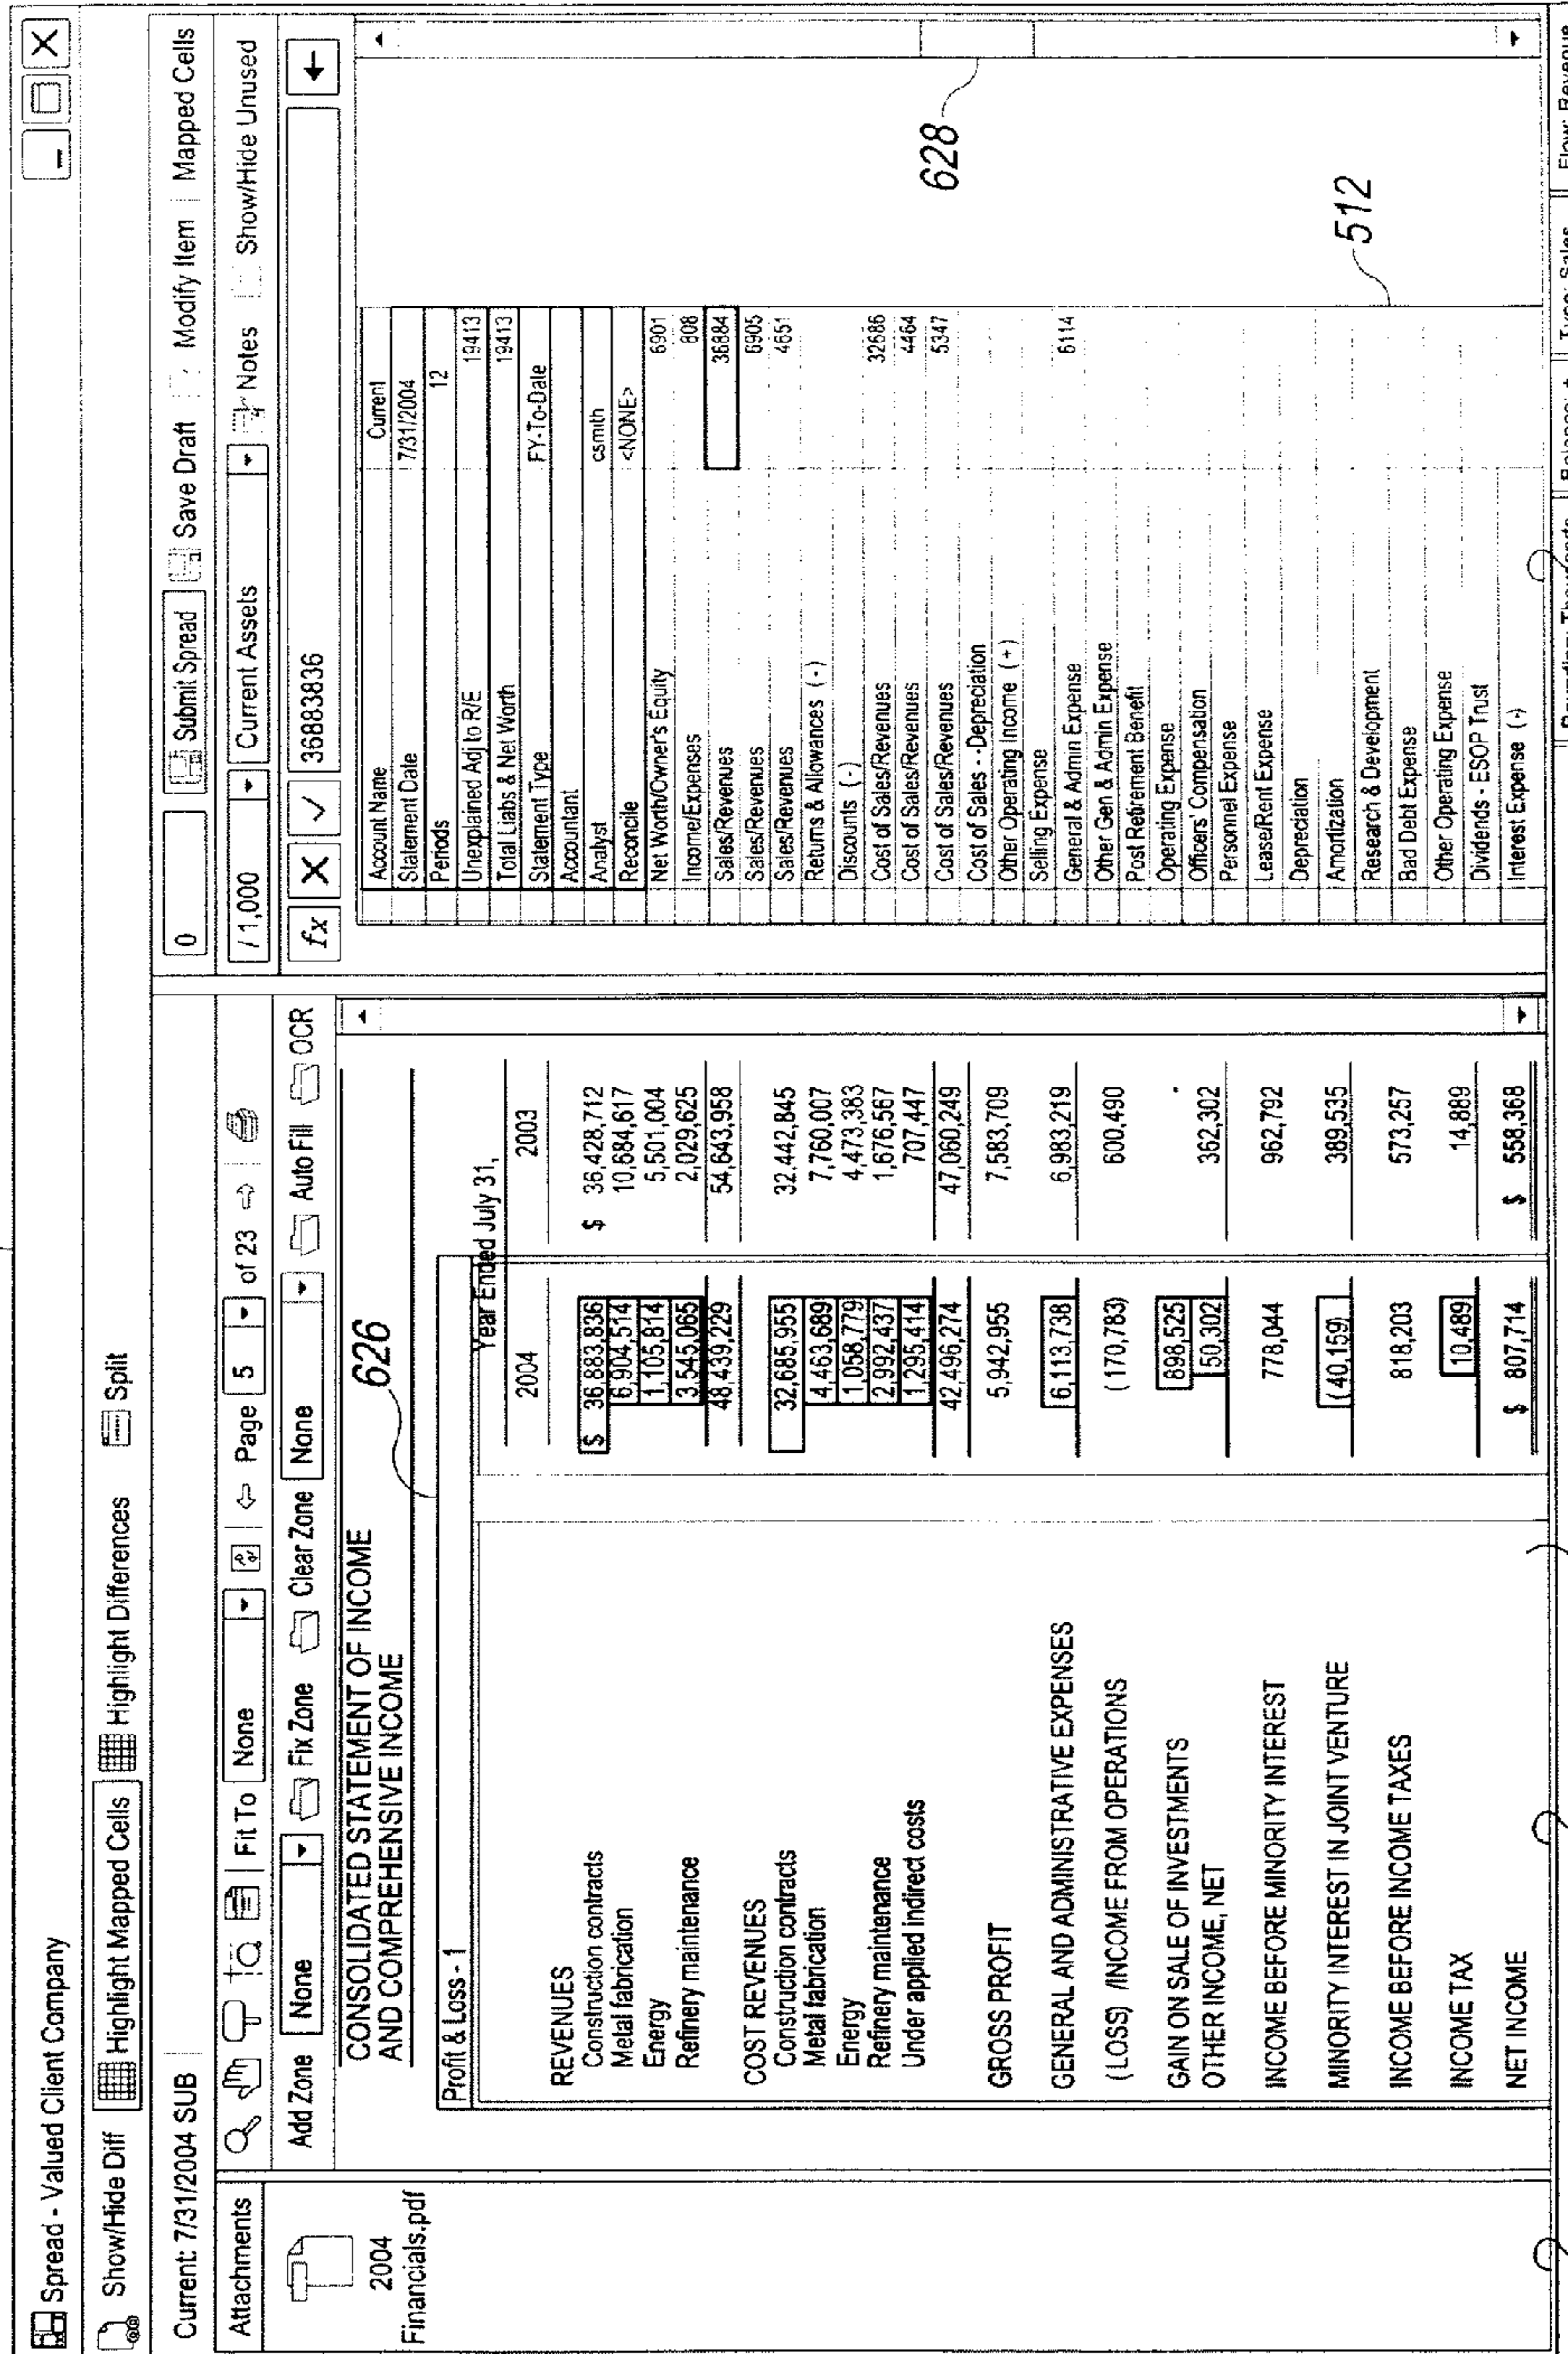 Spread - Valued Client Company
Show/Hide Diff Highlight Mapped Cells Highlight Differences Split
Current: 7/31/2004 SUB
Attachments
2004
Financials.pdf
Fit To None Page 5 of 23
Add Zone None Fix Zone Clear Zone None Auto Fill OCR
CONSOLIDATED STATEMENT OF INCOME
AND COMPREHENSIVE INCOME
626
Profit & Loss - 1
Year Ended July 31,
2004 2003
REVENUES
Construction contracts $ 36,883,836 $ 36,428,712
Metal fabrication 6,904,514 10,684,617
Energy 1,105,814 5,501,004
Refinery maintenance 3,545,065 2,029,625
48,439,229 54,643,958
COST REVENUES
Construction contracts 32,685,955 32,442,845
Metal fabrication 4,463,689 7,760,007
Energy 1,058,779 4,473,383
Refinery maintenance 2,992,437 1,676,567
Under applied indirect costs 1,295,414 707,447
42,496,274 47,060,249
GROSS PROFIT 5,942,955 7,583,709
GENERAL AND ADMINISTRATIVE EXPENSES 6,113,738 6,983,219
(LOSS) /INCOME FROM OPERATIONS (170,783) 600,490
GAIN ON SALE OF INVESTMENTS 898,525 -
OTHER INCOME, NET 50,302 362,302
INCOME BEFORE MINORITY INTEREST 778,044 962,792
MINORITY INTEREST IN JOINT VENTURE (40,159) 389,535
INCOME BEFORE INCOME TAXES 818,203 573,257
INCOME TAX 10,489 14,889
NET INCOME $ 807,714 $ 558,368
0 Submit Spread Save Draft Modify Item Mapped Cells
/ 1,000 Current Assets Notes Show/Hide Unused
fx X ✓ 36883836
Account Name Current
Statement Date 7/31/2004
Periods 12
Unexplained Adj to R/E 19413
Total Liabs & Net Worth 19413
Statement Type FY-To-Date
Accountant
Analyst csmith
Reconcile <NONE>
Net Worth/Owner's Equity 6901
Income/Expenses 808
Sales/Revenues 36884
Sales/Revenues 6905
Sales/Revenues 4651
Returns & Allowances (-)
Discounts (-)
Cost of Sales/Revenues 32686
Cost of Sales/Revenues 4464
Cost of Sales/Revenues 5347
Cost of Sales - -Depreciation
Other Operating Income (+)
Selling Expense
General & Admin Expense 6114
Other Gen & Admin Expense
Post Retirement Benefit
Operating Expense
Officers' Compensation
Personnel Expense
Lease/Rent Expense
Depreciation
Amortization
Research & Development
Bad Debt Expense
Other Operating Expense
Dividends - ESOP Trust
Interest Expense (-)
628
512